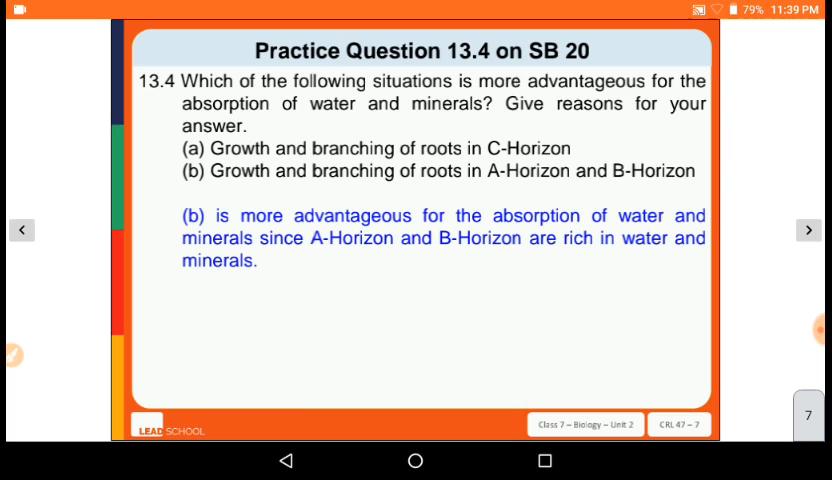 79% 11:39 PM
Practice Question 13.4 on SB 20
13.4 Which of the following situations is more advantageous for the
absorption of water and minerals? Give reasons for your
answer.
(a) Growth and branching of roots in C-Horizon
(b) Growth and branching of roots in A-Horizon and B-Horizon
(b) is more advantageous for the absorption of water and
minerals since A-Horizon and B-Horizon are rich in water and
minerals.
LEAD SCHOOL
Class 7 – Biology – Unit 2
CRL 47 – 7
7